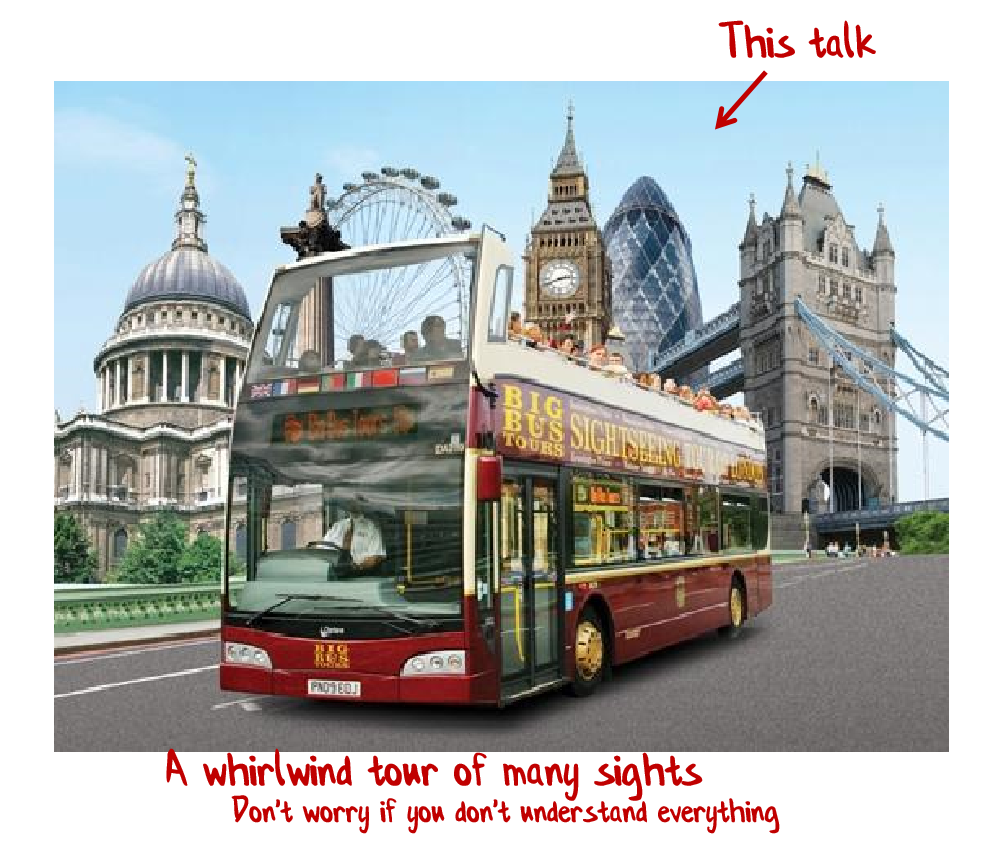 This talk
BIG
BUS
TOURS
SIGHTSEEING
LONDON
BIG
BUS
TOURS
A whirlwind tour of many sights
Don't worry if you don't understand everything